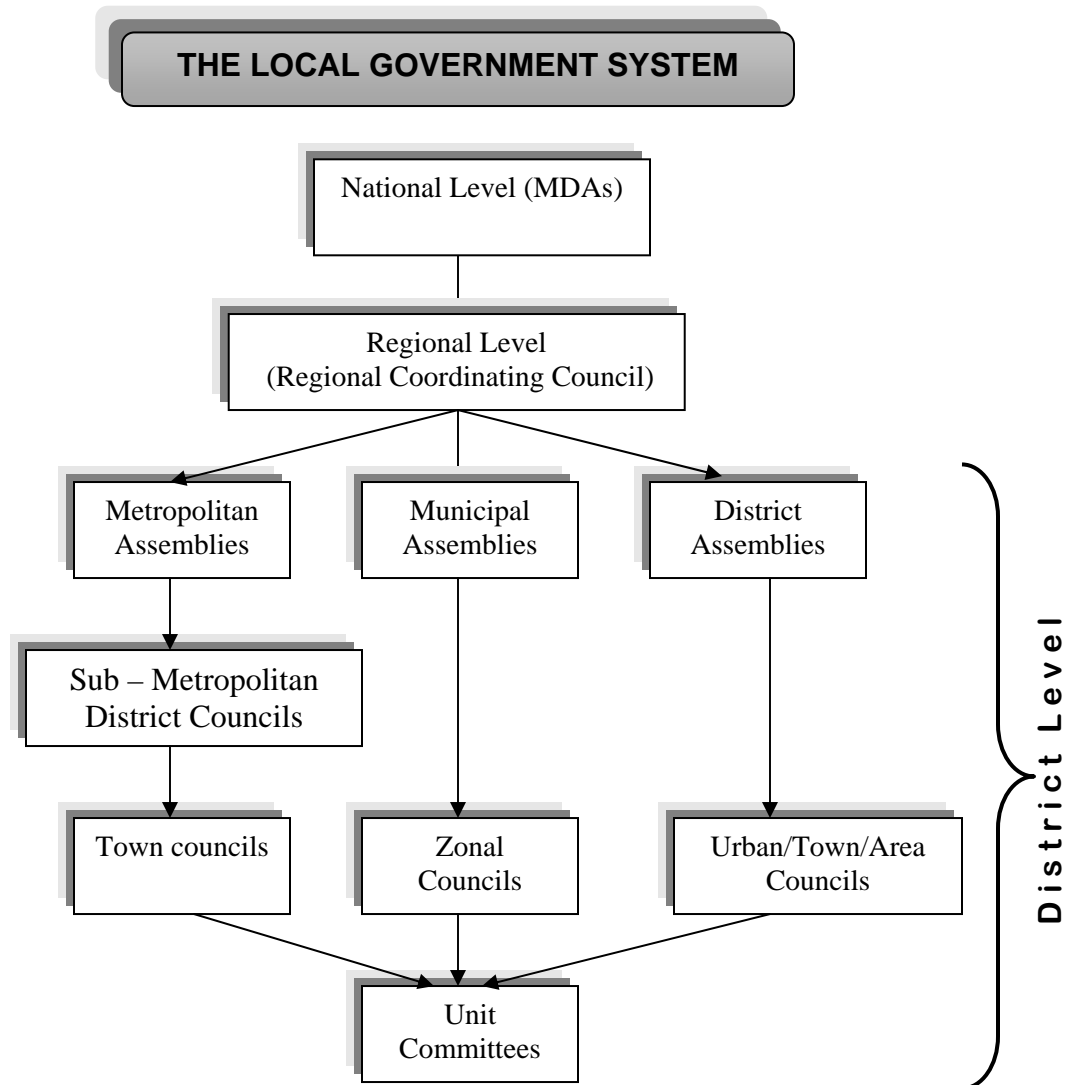 THE LOCAL GOVERNMENT SYSTEM
National Level (MDAs)
Regional Level
(Regional Coordinating Council)
Metropolitan
Assemblies
Municipal
Assemblies
District
Assemblies
Sub – Metropolitan
District Councils
Town councils
Zonal
Councils
Urban/Town/Area
Councils
Unit
Committees
District Level